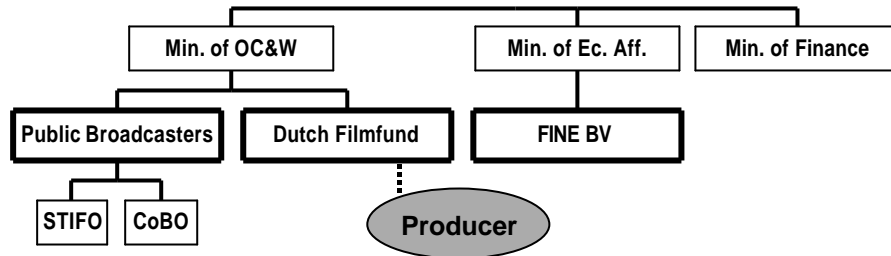 Min. of OC&W
Min. of Ec. Aff.
Min. of Finance
Public Broadcasters
Dutch Filmfund
FINE BV
STIFO
CoBO
Producer